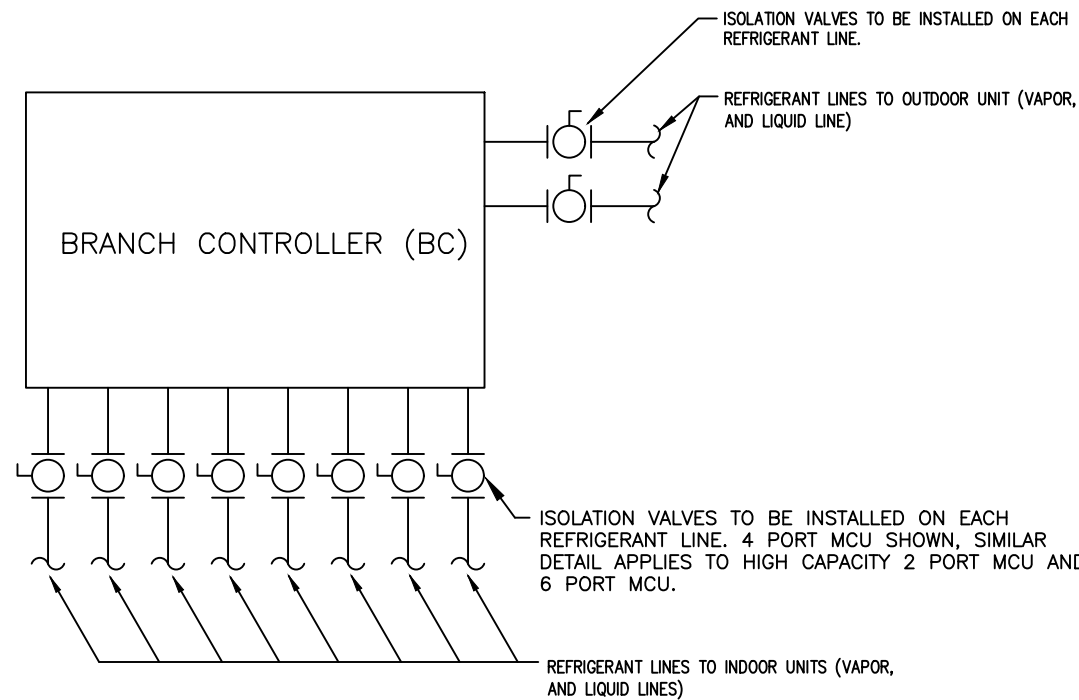 ISOLATION VALVES TO BE INSTALLED ON EACH
REFRIGERANT LINE.
REFRIGERANT LINES TO OUTDOOR UNIT (VAPOR,
AND LIQUID LINE)
BRANCH CONTROLLER (BC)
ISOLATION VALVES TO BE INSTALLED ON EACH
REFRIGERANT LINE. 4 PORT MCU SHOWN, SIMILAR
DETAIL APPLIES TO HIGH CAPACITY 2 PORT MCU AND
6 PORT MCU.
REFRIGERANT LINES TO INDOOR UNITS (VAPOR,
AND LIQUID LINES)